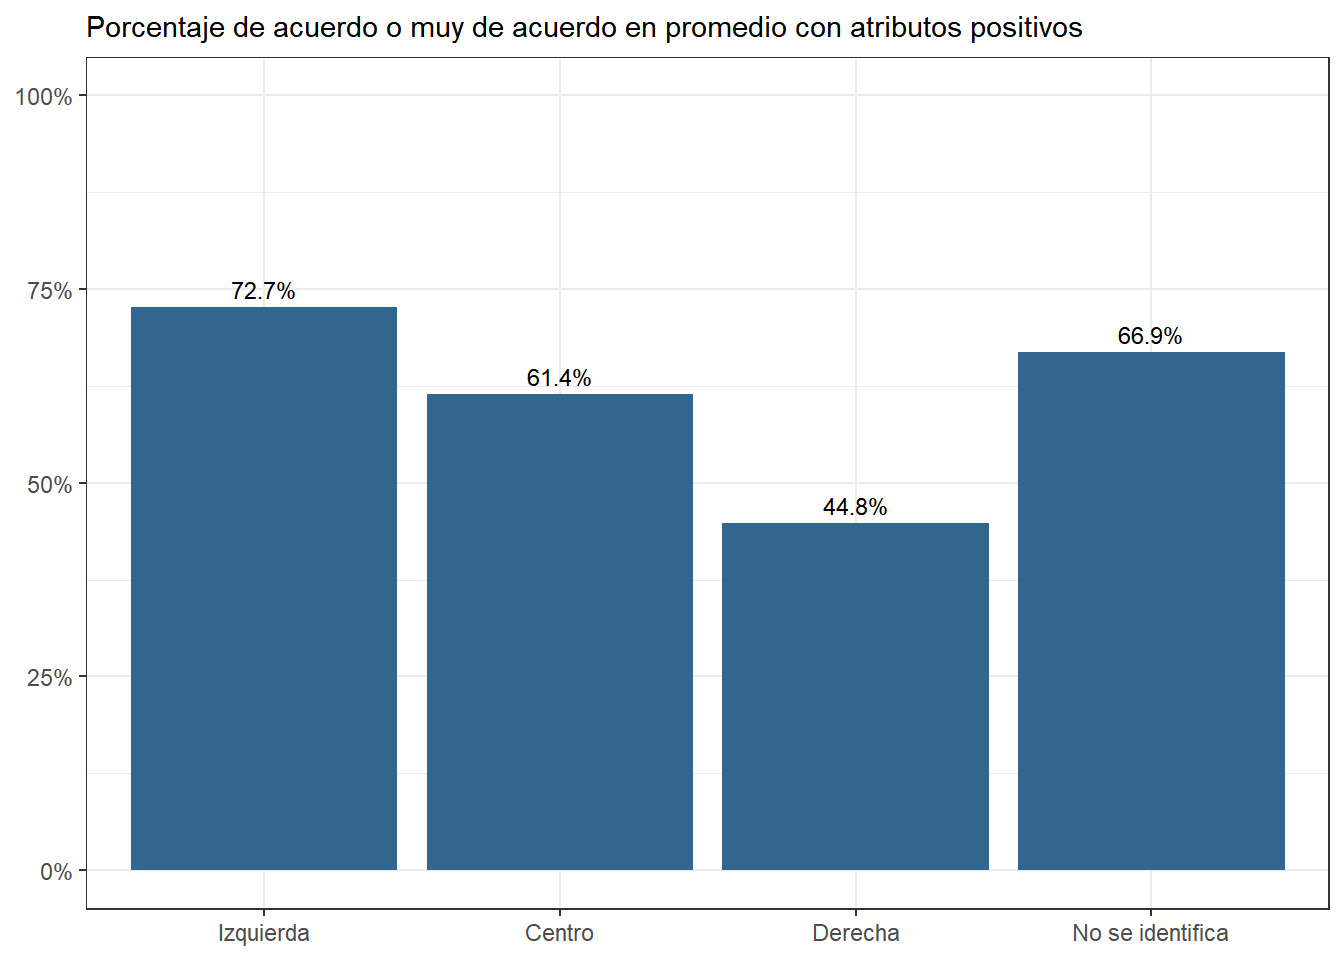 Porcentaje de acuerdo o muy de acuerdo en promedio con atributos positivos
100%
75%
50%
25%
0%
72.7%
61.4%
44.8%
66.9%
Izquierda
Centro
Derecha
No se identifica